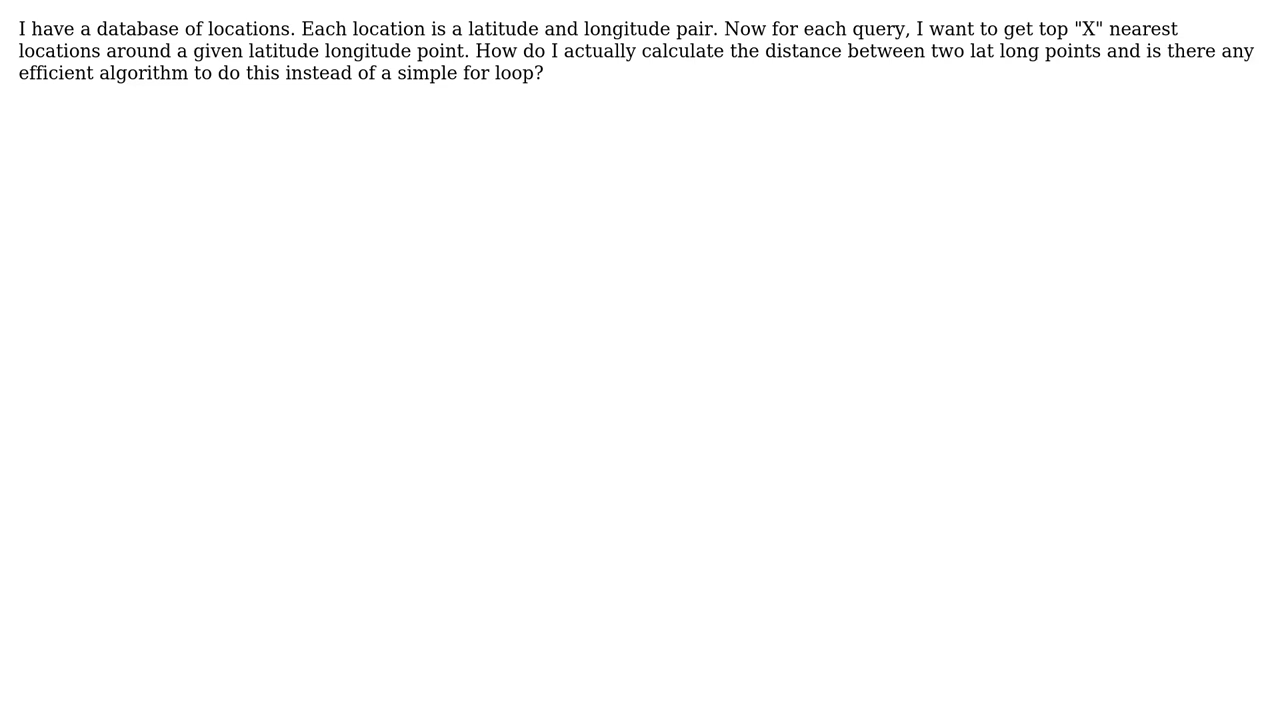 I have a database of locations. Each location is a latitude and longitude pair. Now for each query, I want to get top "X" nearest
locations around a given latitude longitude point. How do I actually calculate the distance between two lat long points and is there any
efficient algorithm to do this instead of a simple for loop?